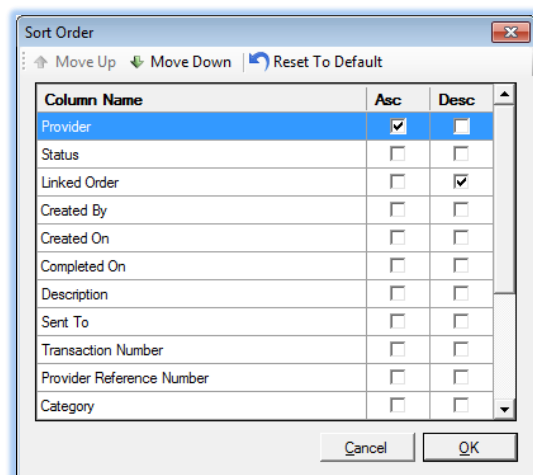 Sort Order
Move Up Move Down Reset To Default
Column Name Asc Desc
Provider
Status
Linked Order
Created By
Created On
Completed On
Description
Sent To
Transaction Number
Provider Reference Number
Category
Cancel OK